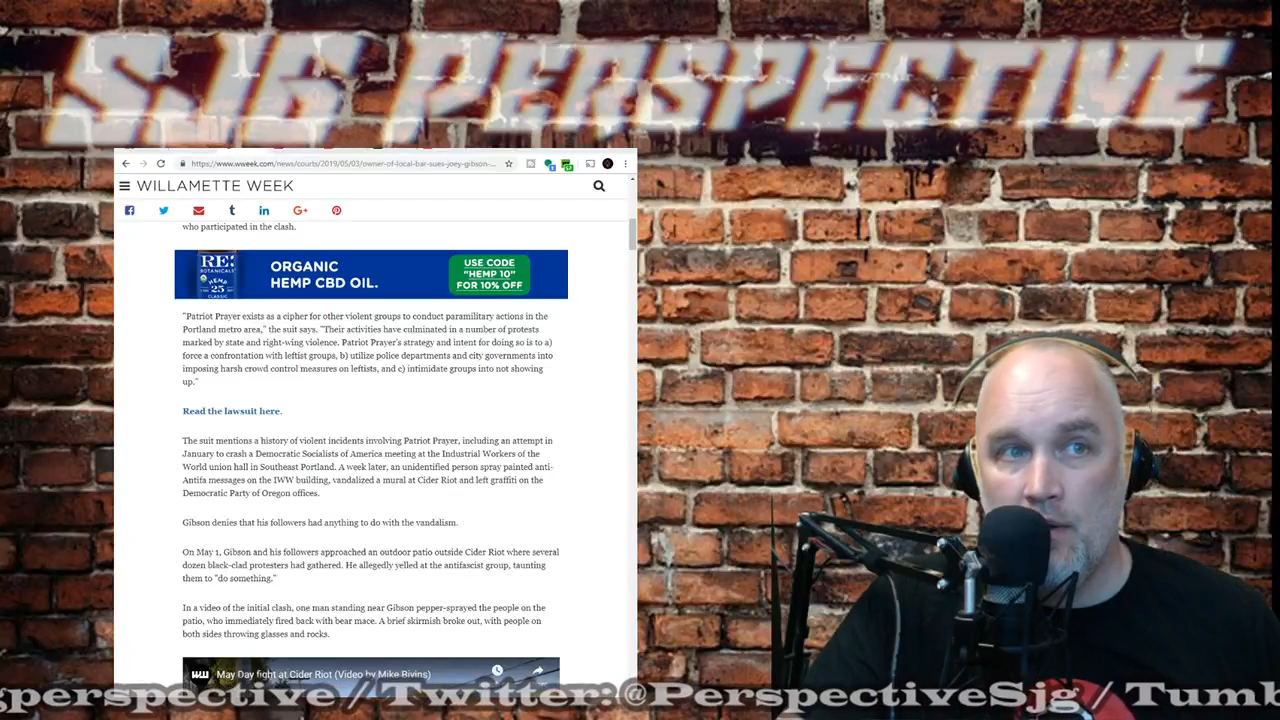 SJG PERSPECTIVE
https://www.wweek.com/news/courts/2019/05/03/owner-of-local-bar-sues-joey-gibson-...
WILLAMETTE WEEK
who participated in the clash.
RE:
BOTANICALS
HEMP
25
CLASSIC
ORGANIC
HEMP CBD OIL.
USE CODE
"HEMP 10"
FOR 10% OFF
"Patriot Prayer exists as a cipher for other violent groups to conduct paramilitary actions in the
Portland metro area," the suit says. "Their activities have culminated in a number of protests
marked by state and right-wing violence. Patriot Prayer's strategy and intent for doing so is to a)
force a confrontation with leftist groups, b) utilize police departments and city governments into
imposing harsh crowd control measures on leftists, and c) intimidate groups into not showing
up."
Read the lawsuit here.
The suit mentions a history of violent incidents involving Patriot Prayer, including an attempt in
January to crash a Democratic Socialists of America meeting at the Industrial Workers of the
World union hall in Southeast Portland. A week later, an unidentified person spray painted anti-
Antifa messages on the IWW building, vandalized a mural at Cider Riot and left graffiti on the
Democratic Party of Oregon offices.
Gibson denies that his followers had anything to do with the vandalism.
On May 1, Gibson and his followers approached an outdoor patio outside Cider Riot where several
dozen black-clad protesters had gathered. He allegedly yelled at the antifascist group, taunting
them to "do something."
In a video of the initial clash, one man standing near Gibson pepper-sprayed the people on the
patio, who immediately fired back with bear mace. A brief skirmish broke out, with people on
both sides throwing glasses and rocks.
May Day fight at Cider Riot (Video by Mike Bivins)
gperspective / Twitter:@PerspectiveSjg / Tumb